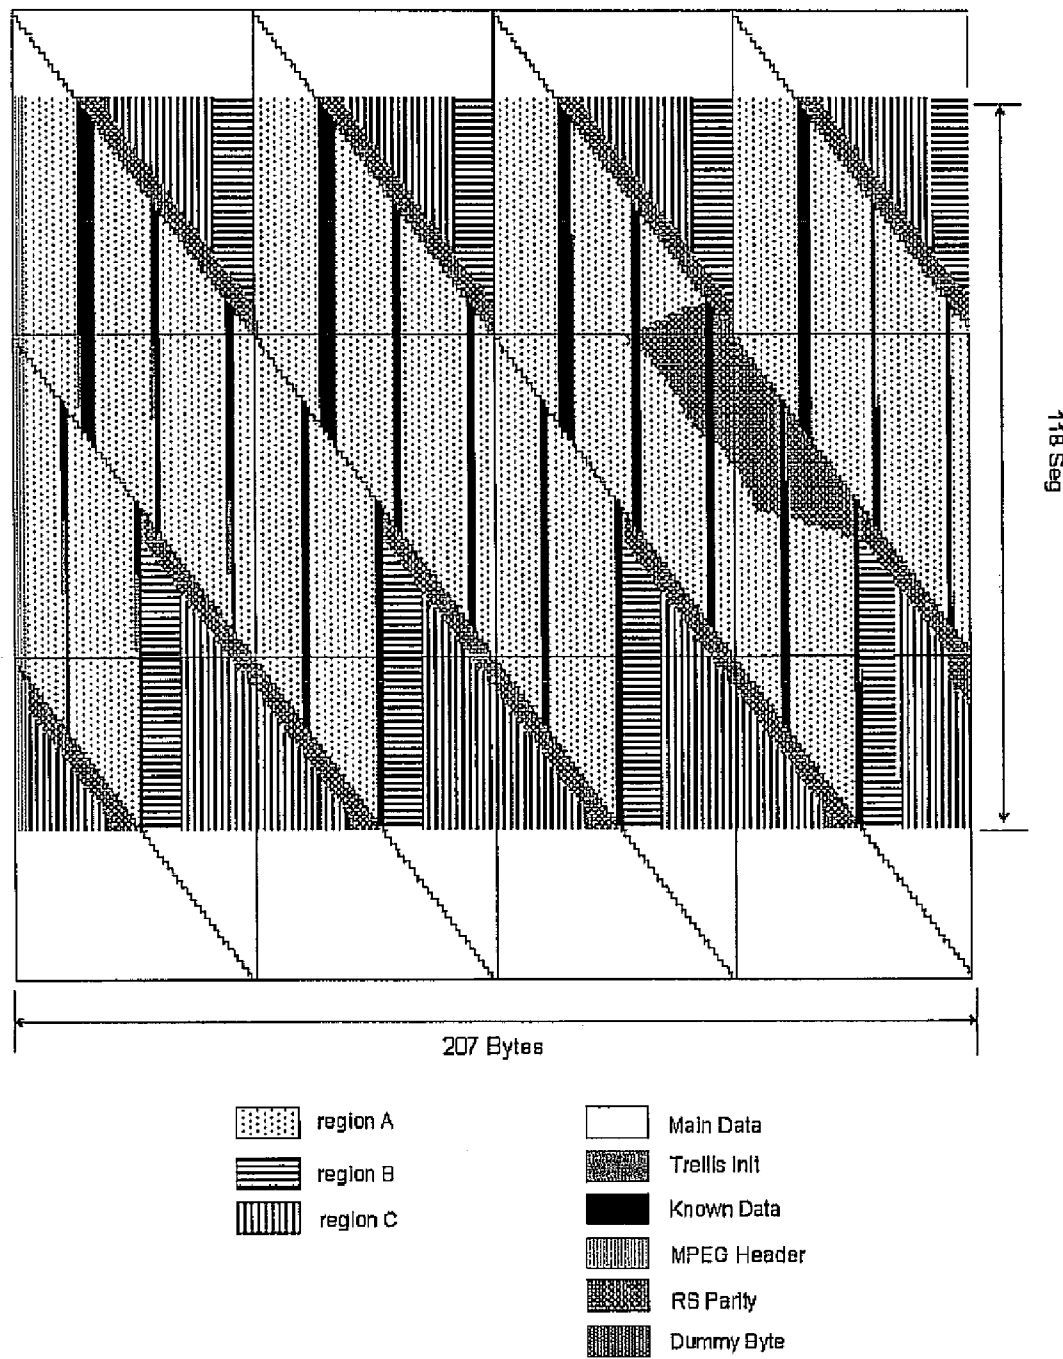 118 Seg
207 Bytes
region A
region B
region C
Main Data
Trellis Init
Known Data
MPEG Header
RS Parity
Dummy Byte